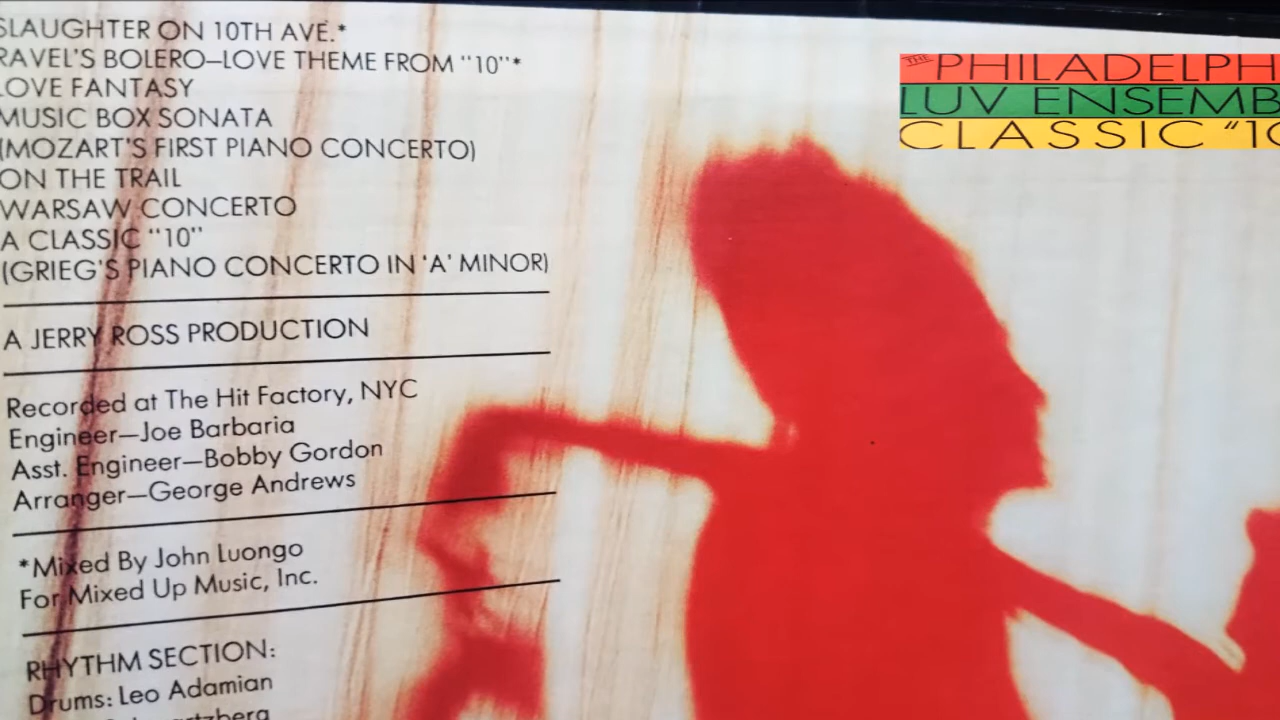 SLAUGHTER ON 10TH AVE.*
RAVEL'S BOLERO—LOVE THEME FROM "10"*
LOVE FANTASY
MUSIC BOX SONATA
(MOZART'S FIRST PIANO CONCERTO)
ON THE TRAIL
WARSAW CONCERTO
A CLASSIC "10"
(GRIEG'S PIANO CONCERTO IN 'A' MINOR)
A JERRY ROSS PRODUCTION
Recorded at The Hit Factory, NYC
Engineer—Joe Barbaria
Asst. Engineer—Bobby Gordon
Arranger—George Andrews
*Mixed By John Luongo
For Mixed Up Music, Inc.
RHYTHM SECTION:
Drums: Leo Adamian
THE PHILADELPH
LUV ENSEMB
CLASSIC "10